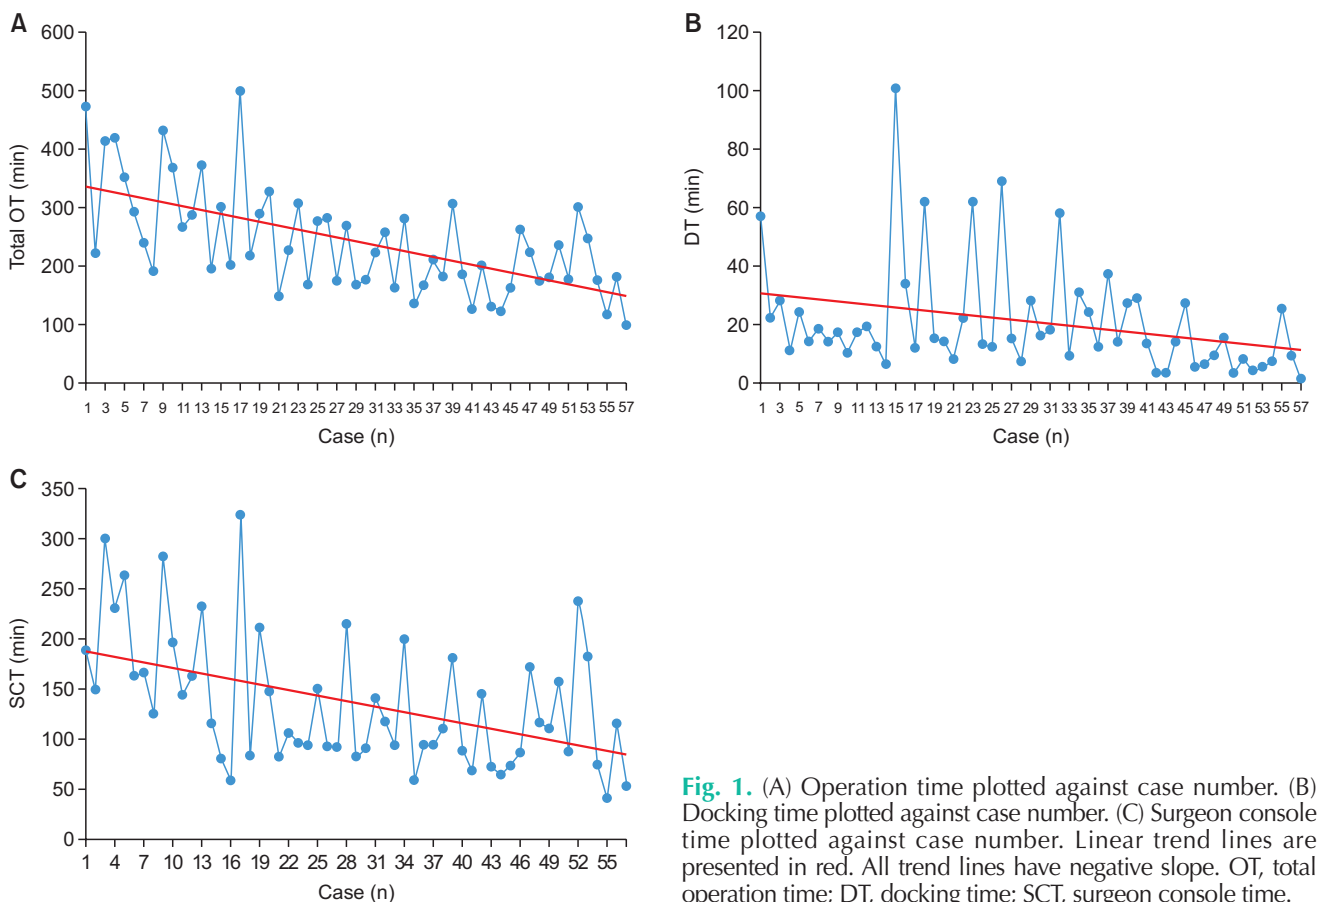 A
600
500
400
300
200
100
0
Total OT (min)
1 3 5 7 9 11 13 15 17 19 21 23 25 27 29 31 33 35 37 39 41 43 45 47 49 51 53 55 57
Case (n)
B
120
100
80
60
40
20
0
DT (min)
1 3 5 7 9 11 13 15 17 19 21 23 25 27 29 31 33 35 37 39 41 43 45 47 49 51 53 55 57
Case (n)
C
350
300
250
200
150
100
50
0
SCT (min)
1 4 7 10 13 16 19 22 25 28 31 34 37 40 43 46 49 52 55
Case (n)
Fig. 1. (A) Operation time plotted against case number. (B)
Docking time plotted against case number. (C) Surgeon console
time plotted against case number. Linear trend lines are
presented in red. All trend lines have negative slope. OT, total
operation time; DT, docking time; SCT, surgeon console time.